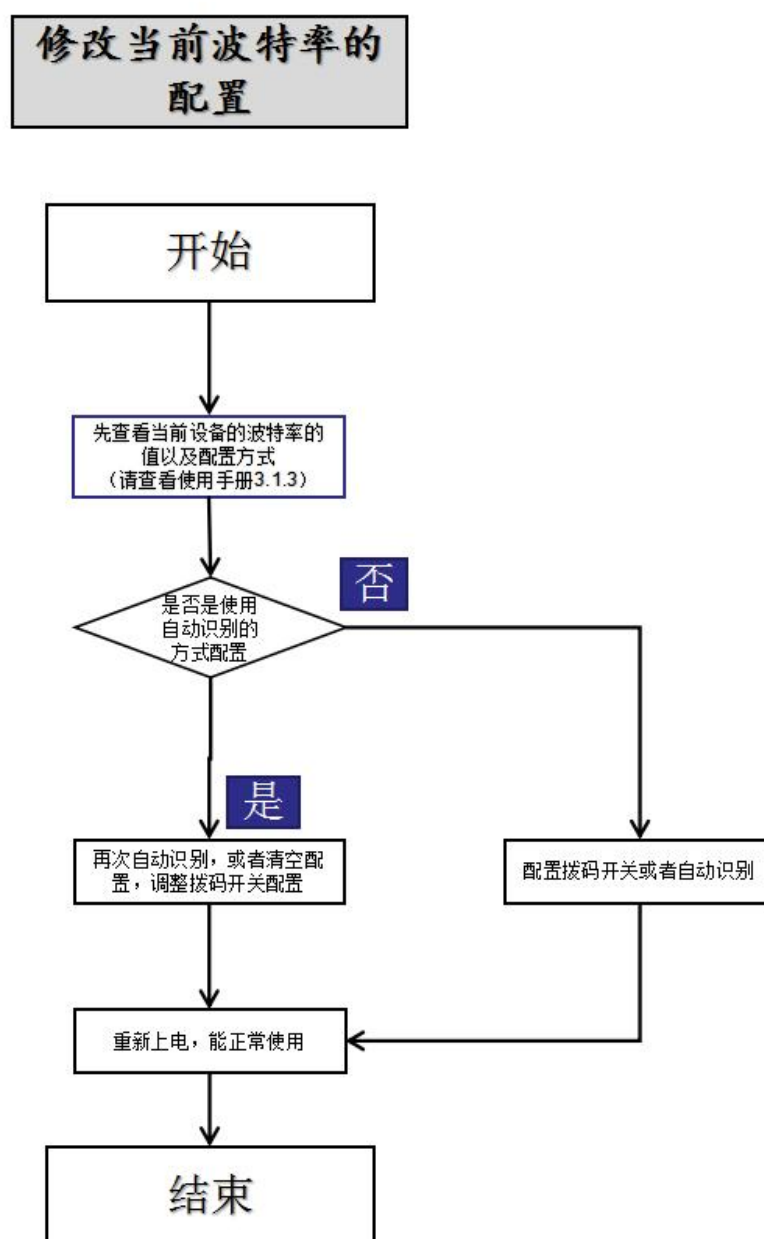 修改当前波特率的
配置
开始
先查看当前设备的波特率的
值以及配置方式
（请查看使用手册3.1.3）
否
是否是使用
自动识别的
方式配置
是
再次自动识别，或者清空配
置，调整拨码开关配置
配置拨码开关或者自动识别
重新上电，能正常使用
结束